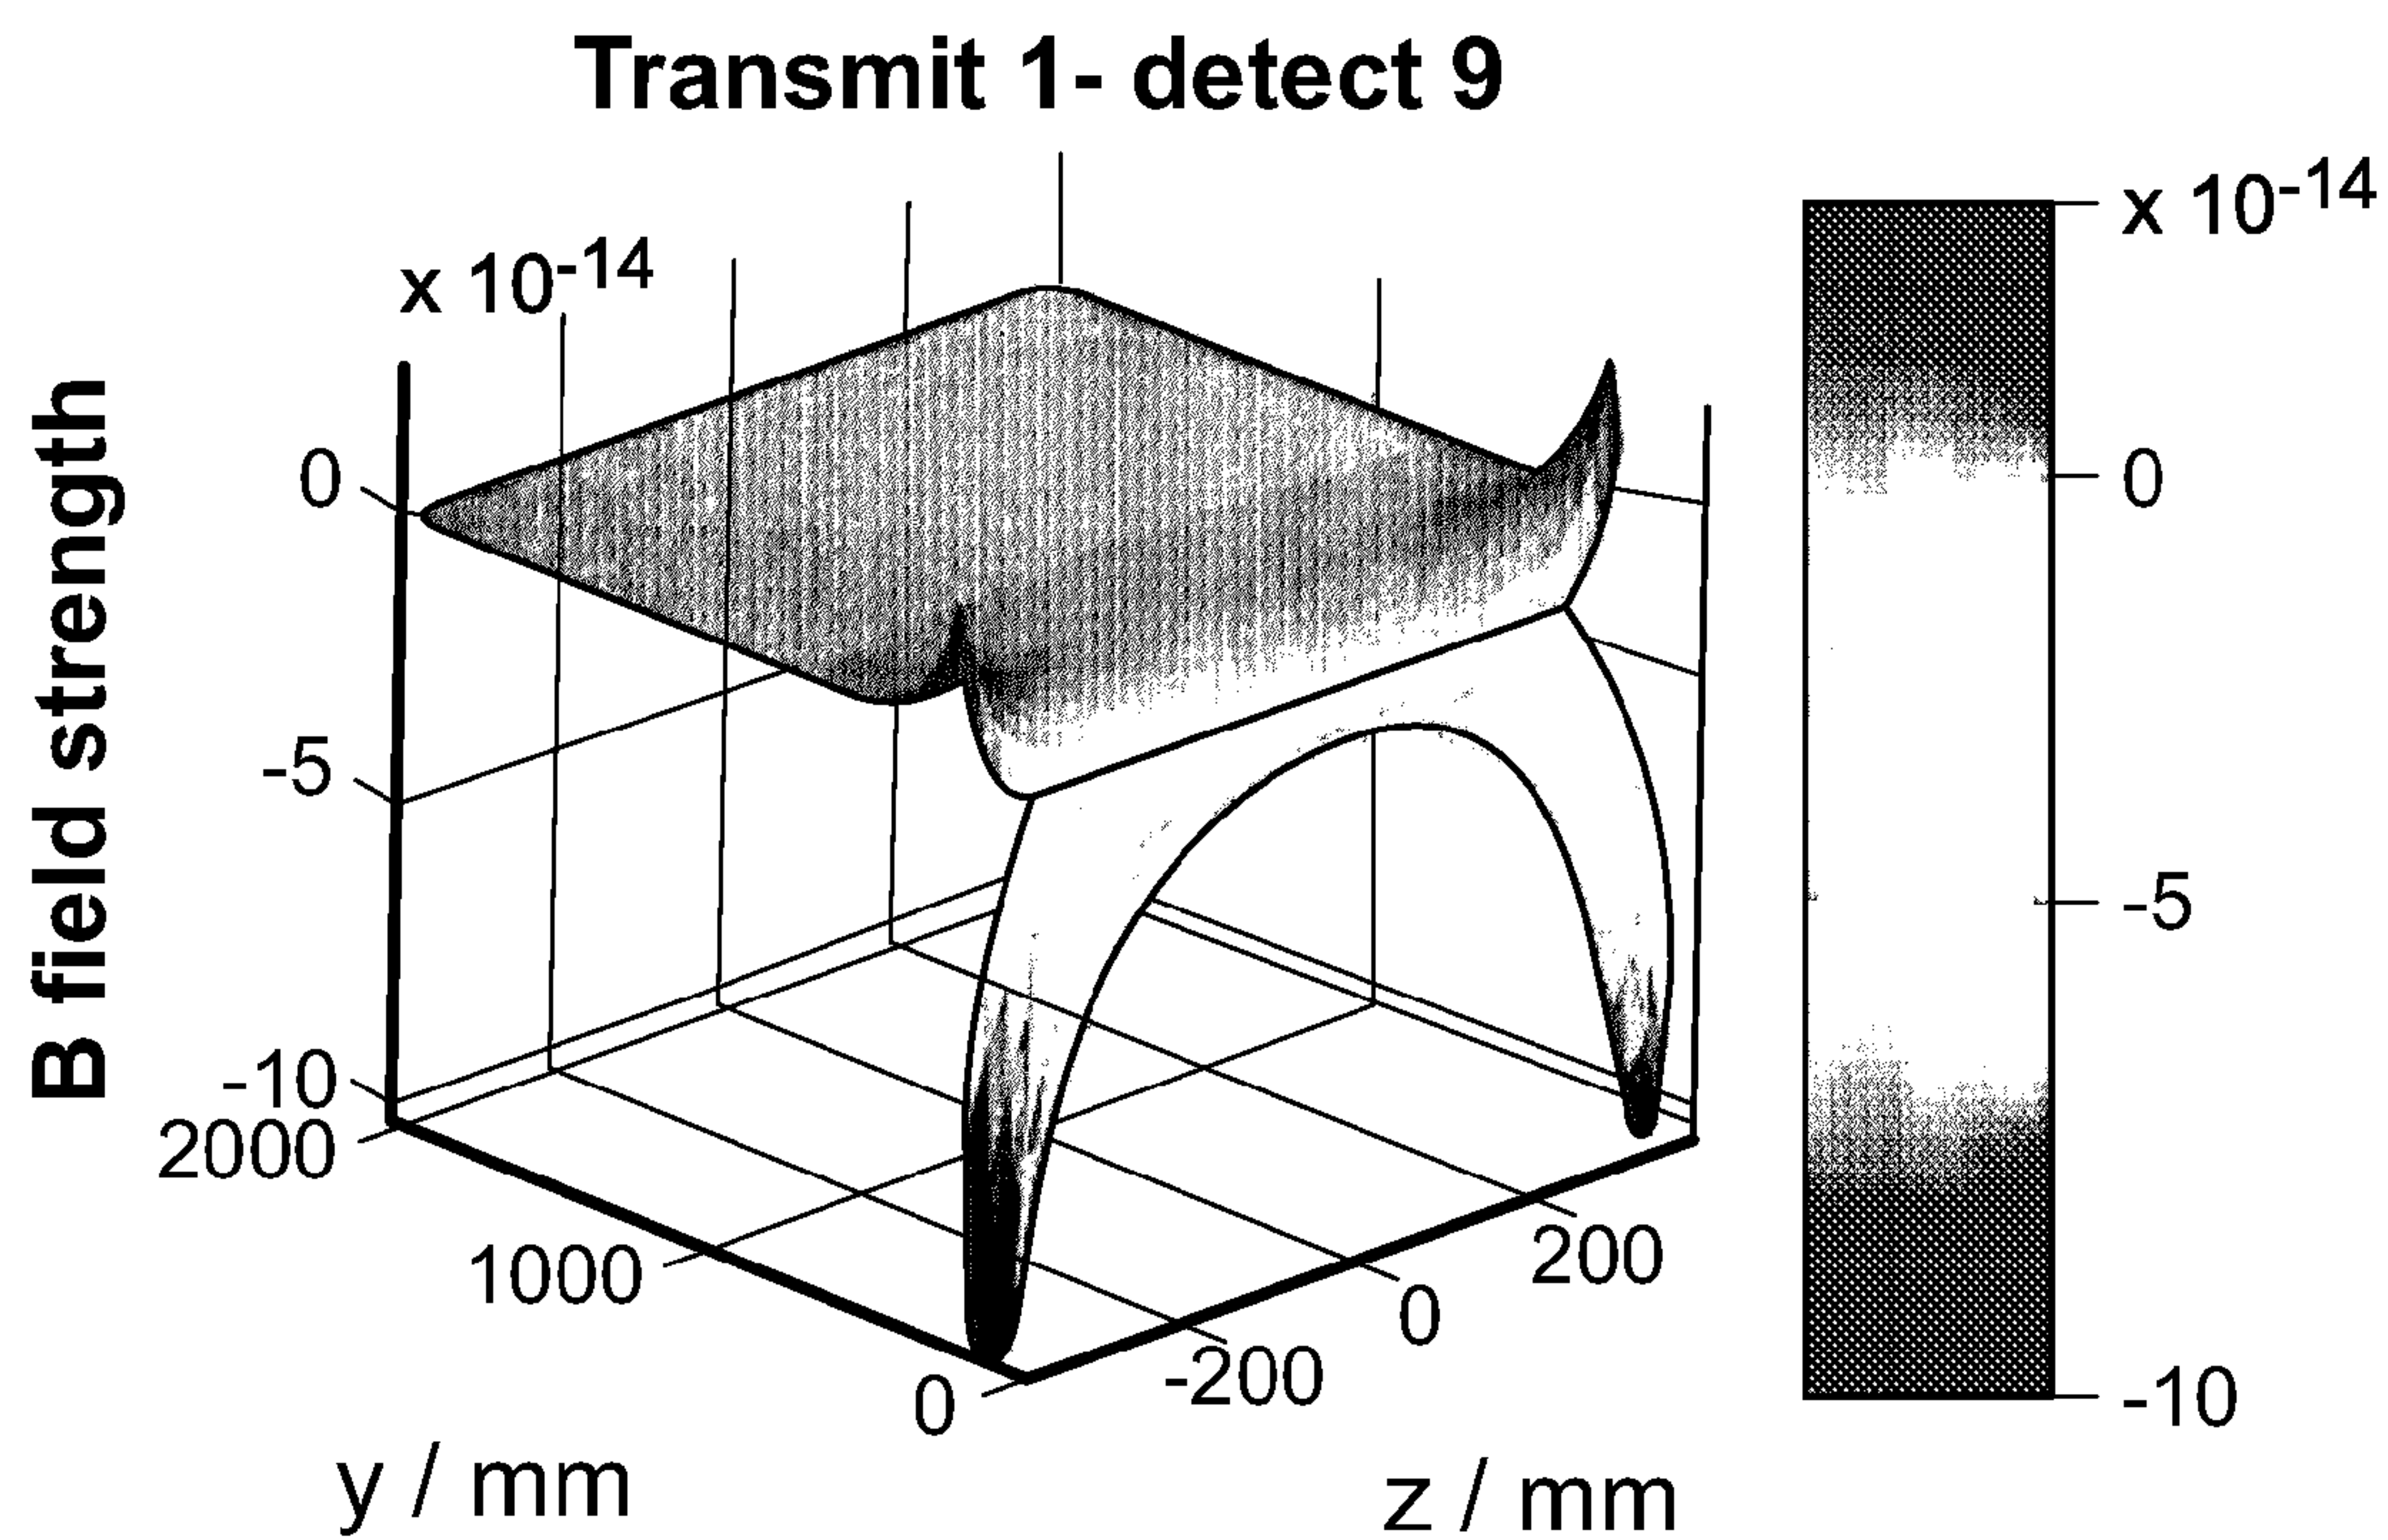 Transmit 1- detect 9
x 10-14
x 10-14
B field strength
0
-5
-10
2000
1000
0
-200
0
200
y / mm
z / mm
0
-5
-10